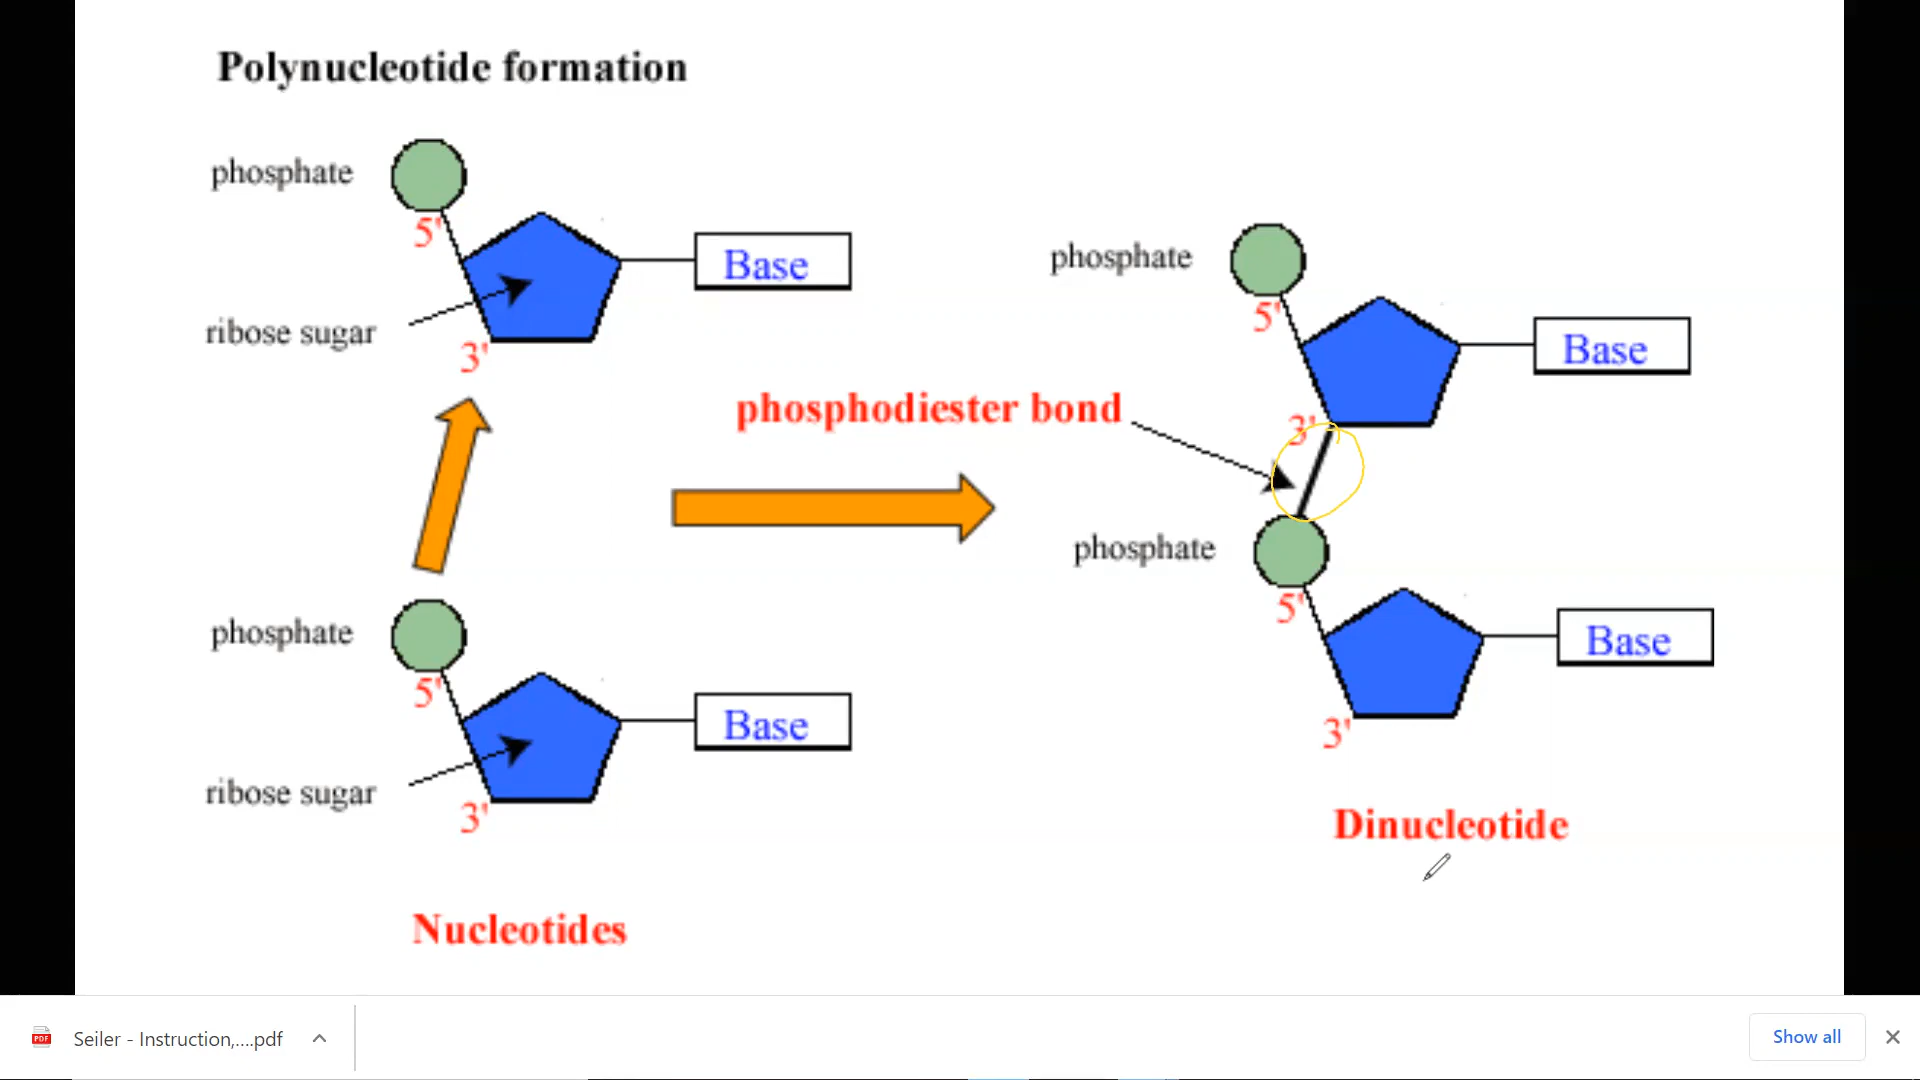 Polynucleotide formation
phosphate
5'
Base
ribose sugar
3'
phosphate
5'
Base
ribose sugar
3'
Nucleotides
phosphodiester bond
phosphate
5'
Base
3'
phosphate
5'
Base
3'
Dinucleotide
PDF
Seiler - Instruction,....pdf
Show all